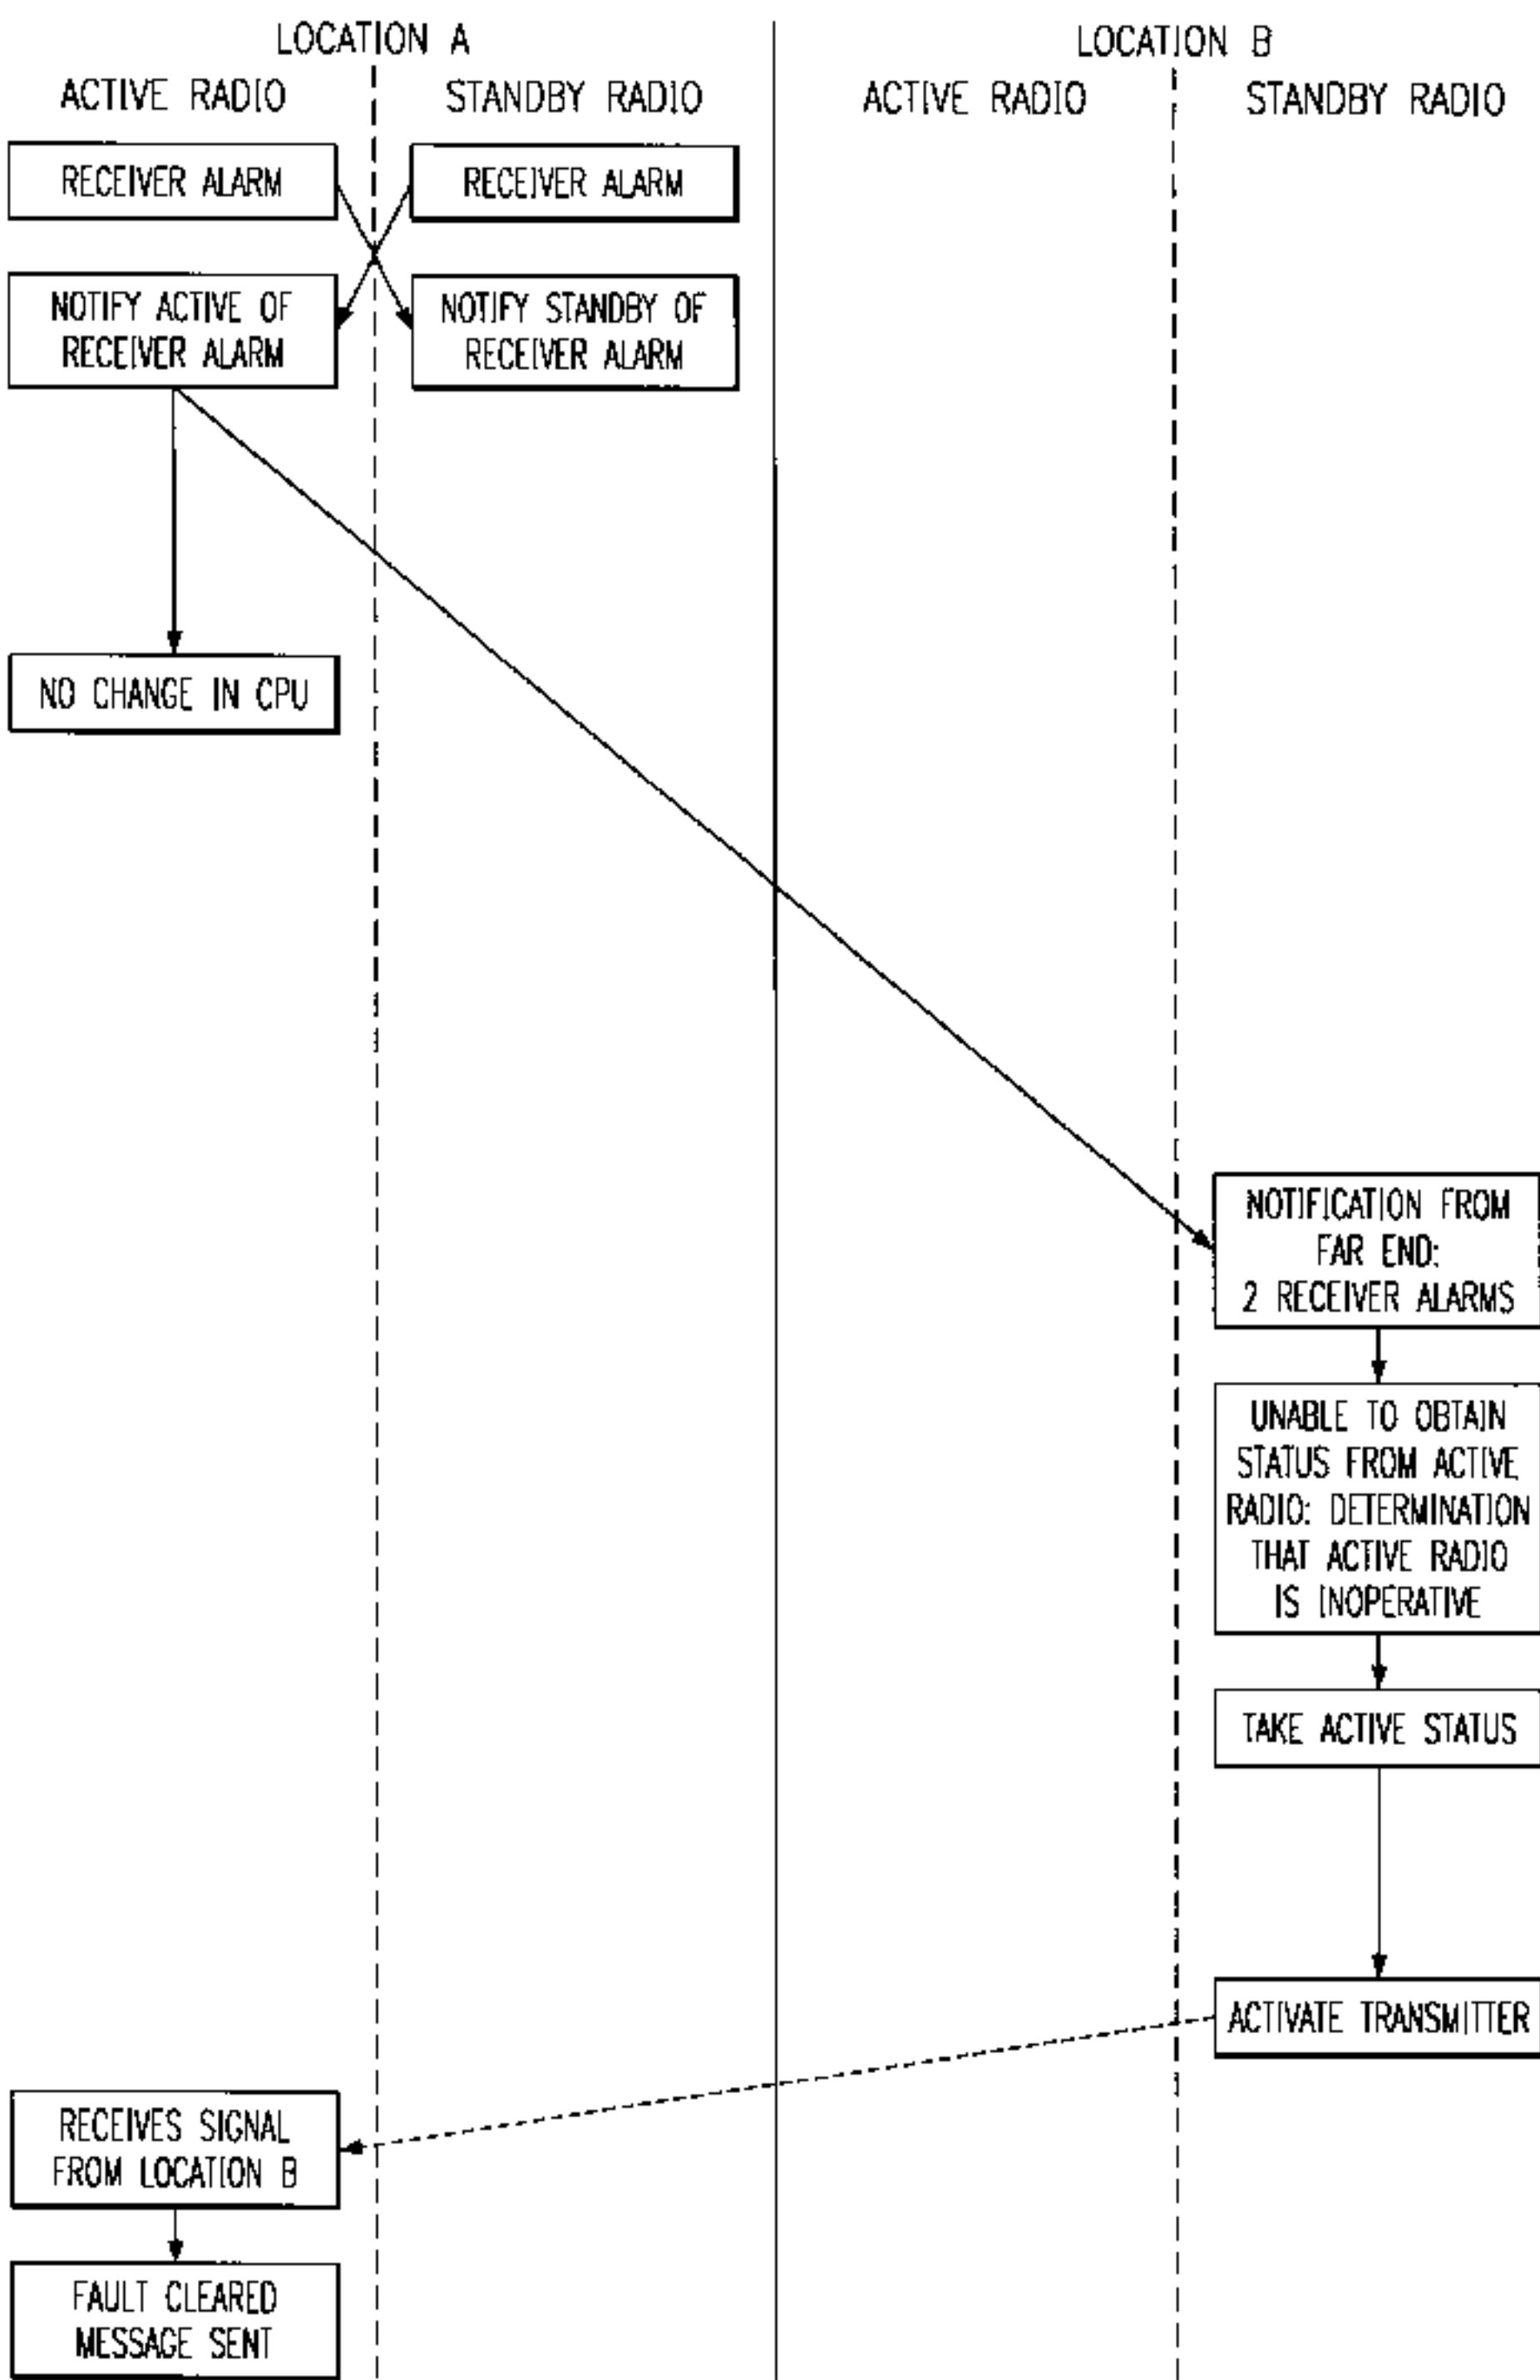 LOCATION A
LOCATION B
ACTIVE RADIO
STANDBY RADIO
ACTIVE RADIO
STANDBY RADIO
RECEIVER ALARM
RECEIVER ALARM
NOTIFY ACTIVE OF
RECEIVER ALARM
NOTIFY STANDBY OF
RECEIVER ALARM
NO CHANGE IN CPU
NOTIFICATION FROM
FAR END:
2 RECEIVER ALARMS
UNABLE TO OBTAIN
STATUS FROM ACTIVE
RADIO: DETERMINATION
THAT ACTIVE RADIO
IS INOPERATIVE
TAKE ACTIVE STATUS
ACTIVATE TRANSMITTER
RECEIVES SIGNAL
FROM LOCATION B
FAULT CLEARED
MESSAGE SENT